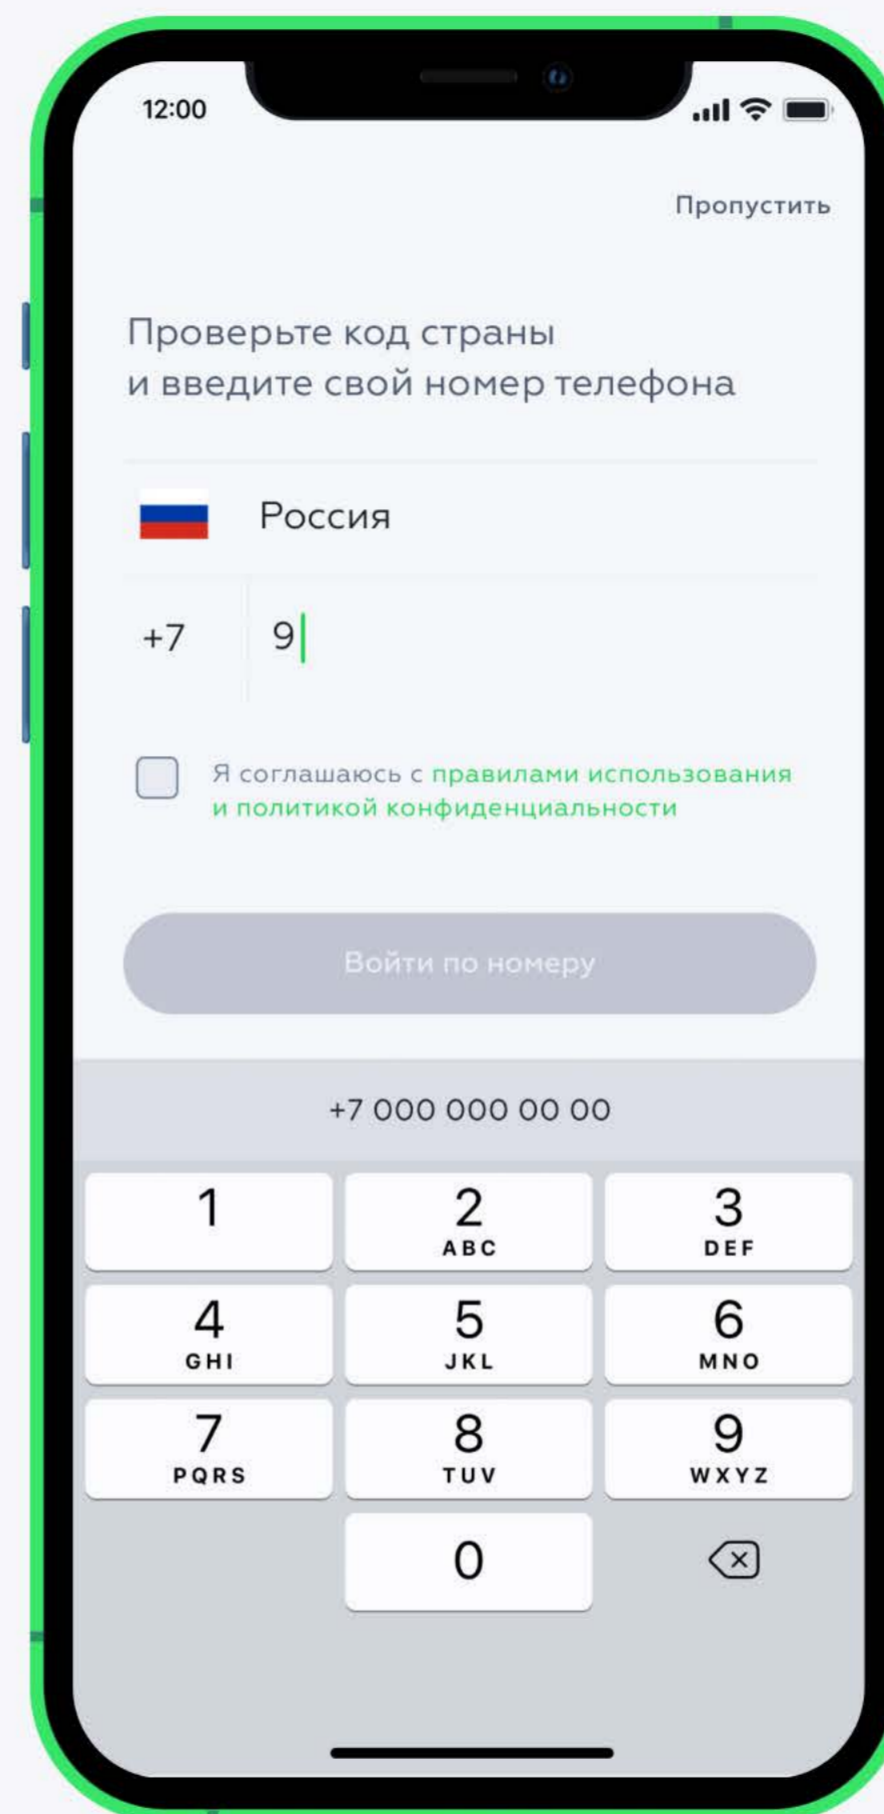 12:00
Пропустить
Проверьте код страны
и введите свой номер телефона
Россия
+7 9
Я соглашаюсь с правилами использования
и политикой конфиденциальности
Войти по номеру
+7 000 000 00 00
1 2 3
ABC DEF
4 5 6
GHI JKL MNO
7 8 9
PQRS TUV WXYZ
0